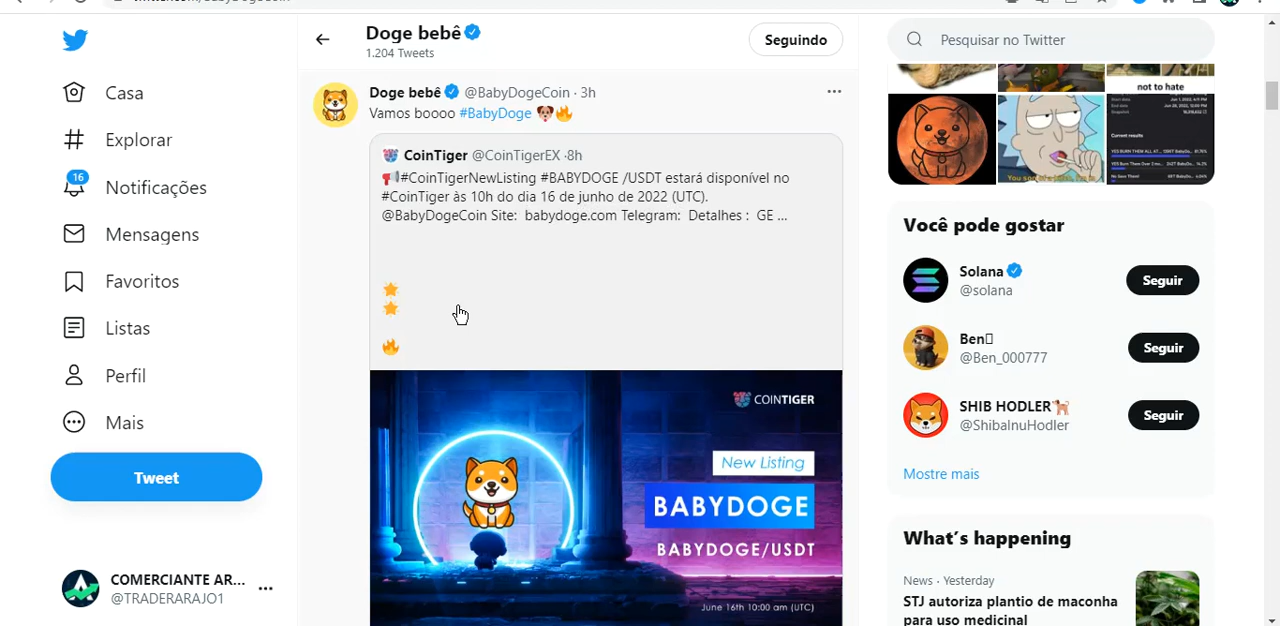 Casa
Explorar
16
Notificações
Mensagens
Favoritos
Listas
Perfil
Mais
Tweet
COMERCIANTE AR...
@TRADERARAJO1
Doge bebê
1.204 Tweets
Seguindo
Doge bebê @BabyDogeCoin · 3h
Vamos boooo #BabyDoge
CoinTiger @CoinTigerEX ·8h
#CoinTigerNewListing #BABYDOGE /USDT estará disponível no
#CoinTiger às 10h do dia 16 de junho de 2022 (UTC).
@BabyDogeCoin Site: babydoge.com Telegram: Detalhes : GE ...
COINTIGER
New Listing
BABYDOGE
BABYDOGE/USDT
June 16th 10:00 am (UTC)
Pesquisar no Twitter
not to hate
Current results
Você pode gostar
Solana
@solana
Seguir
Ben
@Ben_000777
Seguir
SHIB HODLER
@ShibaInuHodler
Seguir
Mostre mais
What's happening
News · Yesterday
STJ autoriza plantio de maconha
para uso medicinal